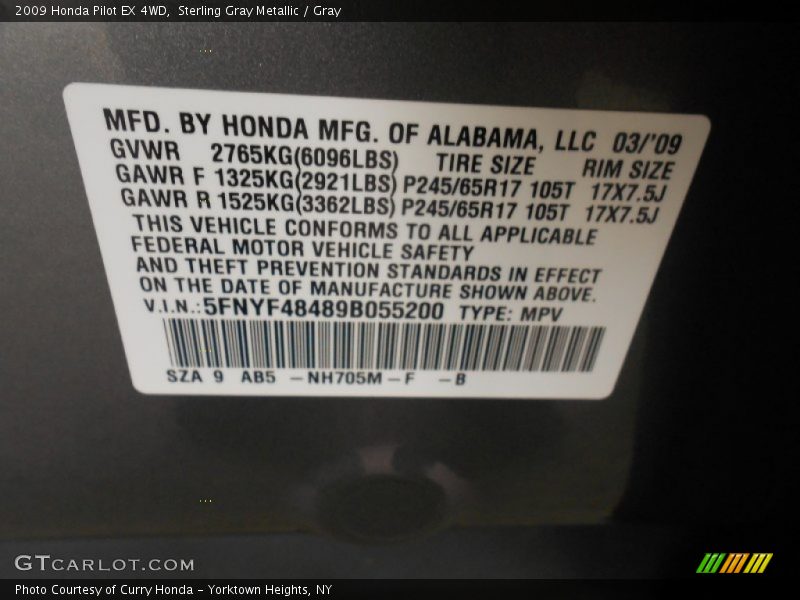 2009 Honda Pilot EX 4WD,  Sterling Gray Metallic / Gray
MFD. BY HONDA MFG. OF ALABAMA, LLC 03/'09
GVWR 2765KG(6096LBS) TIRE SIZE RIM SIZE
GAWR F 1325KG(2921LBS) P245/65R17 105T 17X7.5J
GAWR R 1525KG(3362LBS) P245/65R17 105T 17X7.5J
THIS VEHICLE CONFORMS TO ALL APPLICABLE
FEDERAL MOTOR VEHICLE SAFETY
AND THEFT PREVENTION STANDARDS IN EFFECT
ON THE DATE OF MANUFACTURE SHOWN ABOVE.
V.I.N.:5FNYF48489B055200 TYPE: MPV
SZA 9 AB5 -NH705M-F -B
GTCARLOT.COM
Photo Courtesy of Curry Honda - Yorktown Heights, NY